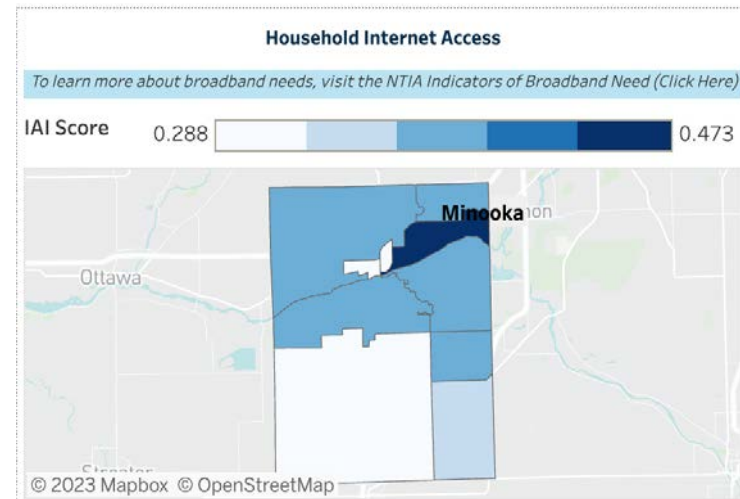 Household Internet Access
To learn more about broadband needs, visit the NTIA Indicators of Broadband Need (Click Here)
IAI Score 0.288 0.473
Minooka
Ottawa
Streator
© 2023 Mapbox © OpenStreetMap